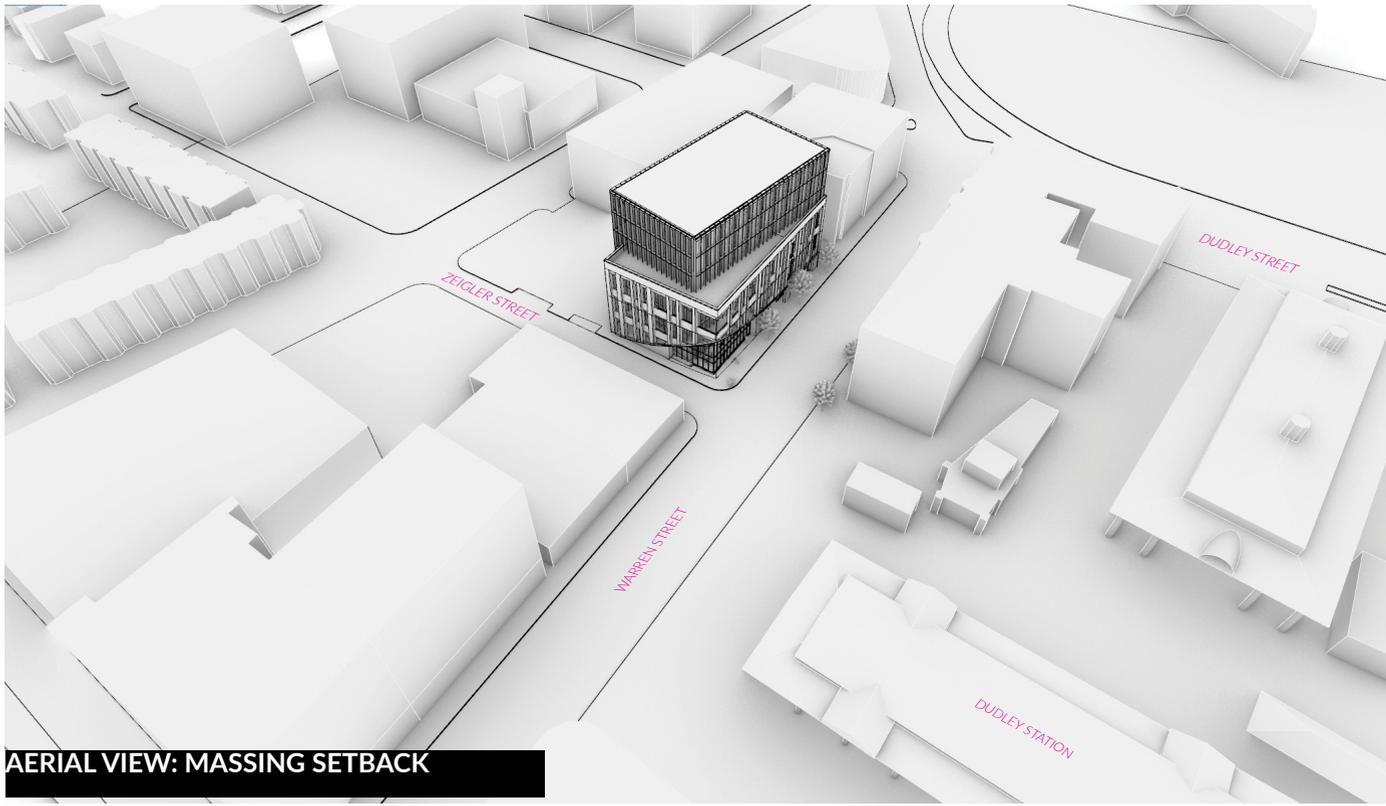 DUDLEY STREET
ZEIGLER STREET
WARREN STREET
DUDLEY STATION
AERIAL VIEW: MASSING SETBACK